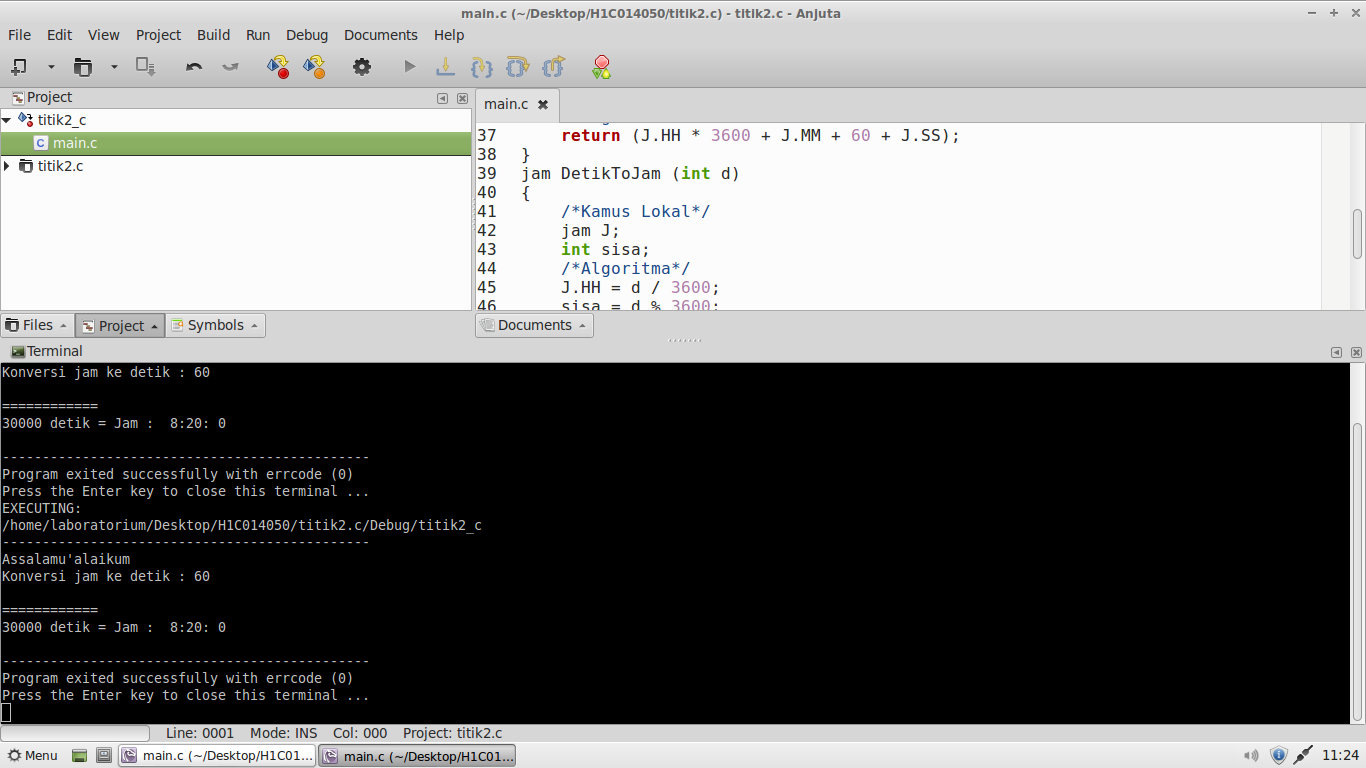 main.c (~/Desktop/H1C014050/titik2.c) - titik2.c - Anjuta
File Edit View Project Build Run Debug Documents Help
Project
titik2_c
main.c
titik2.c
Files Project Symbols
main.c
37 return (J.HH * 3600 + J.MM + 60 + J.SS);
38 }
39 jam DetikToJam (int d)
40 {
41 /*Kamus Lokal*/
42 jam J;
43 int sisa;
44 /*Algoritma*/
45 J.HH = d / 3600;
46 sisa = d % 3600;
Documents
Terminal
Konversi jam ke detik : 60
============
30000 detik = Jam :  8:20: 0
----------------------------------------------
Program exited successfully with errcode (0)
Press the Enter key to close this terminal ...
EXECUTING:
/home/laboratorium/Desktop/H1C014050/titik2.c/Debug/titik2_c
----------------------------------------------
Assalamu'alaikum
Konversi jam ke detik : 60
============
30000 detik = Jam :  8:20: 0
----------------------------------------------
Program exited successfully with errcode (0)
Press the Enter key to close this terminal ...
Line: 0001 Mode: INS Col: 000 Project: titik2.c
Menu main.c (~/Desktop/H1C01... main.c (~/Desktop/H1C01... 11:24